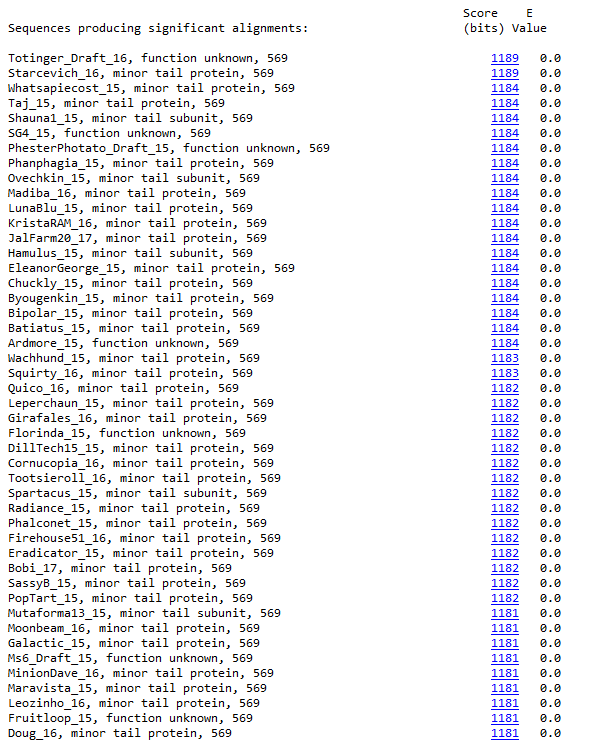 Score E
Sequences producing significant alignments: (bits) Value
Totinger_Draft_16, function unknown, 569 1189 0.0
Starcevich_16, minor tail protein, 569 1189 0.0
Whatsapiecost_15, minor tail protein, 569 1184 0.0
Taj_15, minor tail protein, 569 1184 0.0
Shauna1_15, minor tail subunit, 569 1184 0.0
SG4_15, function unknown, 569 1184 0.0
PhesterPhotato_Draft_15, function unknown, 569 1184 0.0
Phanphagia_15, minor tail protein, 569 1184 0.0
Ovechkin_15, minor tail subunit, 569 1184 0.0
Madiba_16, minor tail protein, 569 1184 0.0
LunaBlu_15, minor tail protein, 569 1184 0.0
KristaRAM_16, minor tail protein, 569 1184 0.0
JalFarm20_17, minor tail protein, 569 1184 0.0
Hamulus_15, minor tail subunit, 569 1184 0.0
EleanorGeorge_15, minor tail protein, 569 1184 0.0
Chuckly_15, minor tail protein, 569 1184 0.0
Byougenkin_15, minor tail protein, 569 1184 0.0
Bipolar_15, minor tail protein, 569 1184 0.0
Batiatus_15, minor tail protein, 569 1184 0.0
Ardmore_15, function unknown, 569 1184 0.0
Wachhund_15, minor tail protein, 569 1183 0.0
Squirty_16, minor tail protein, 569 1183 0.0
Quico_16, minor tail protein, 569 1182 0.0
Leperchaun_15, minor tail protein, 569 1182 0.0
Girafales_16, minor tail protein, 569 1182 0.0
Florinda_15, function unknown, 569 1182 0.0
DillTech15_15, minor tail protein, 569 1182 0.0
Cornucopia_16, minor tail protein, 569 1182 0.0
Tootsieroll_16, minor tail protein, 569 1182 0.0
Spartacus_15, minor tail subunit, 569 1182 0.0
Radiance_15, minor tail protein, 569 1182 0.0
Phalconet_15, minor tail protein, 569 1182 0.0
Firehouse51_16, minor tail protein, 569 1182 0.0
Eradicator_15, minor tail protein, 569 1182 0.0
Bobi_17, minor tail protein, 569 1182 0.0
SassyB_15, minor tail protein, 569 1182 0.0
PopTart_15, minor tail protein, 569 1182 0.0
Mutaforma13_15, minor tail subunit, 569 1181 0.0
Moonbeam_16, minor tail protein, 569 1181 0.0
Galactic_15, minor tail protein, 569 1181 0.0
Ms6_Draft_15, function unknown, 569 1181 0.0
MinionDave_16, minor tail protein, 569 1181 0.0
Maravista_15, minor tail protein, 569 1181 0.0
Leozinho_16, minor tail protein, 569 1181 0.0
Fruitloop_15, function unknown, 569 1181 0.0
Doug_16, minor tail protein, 569 1181 0.0